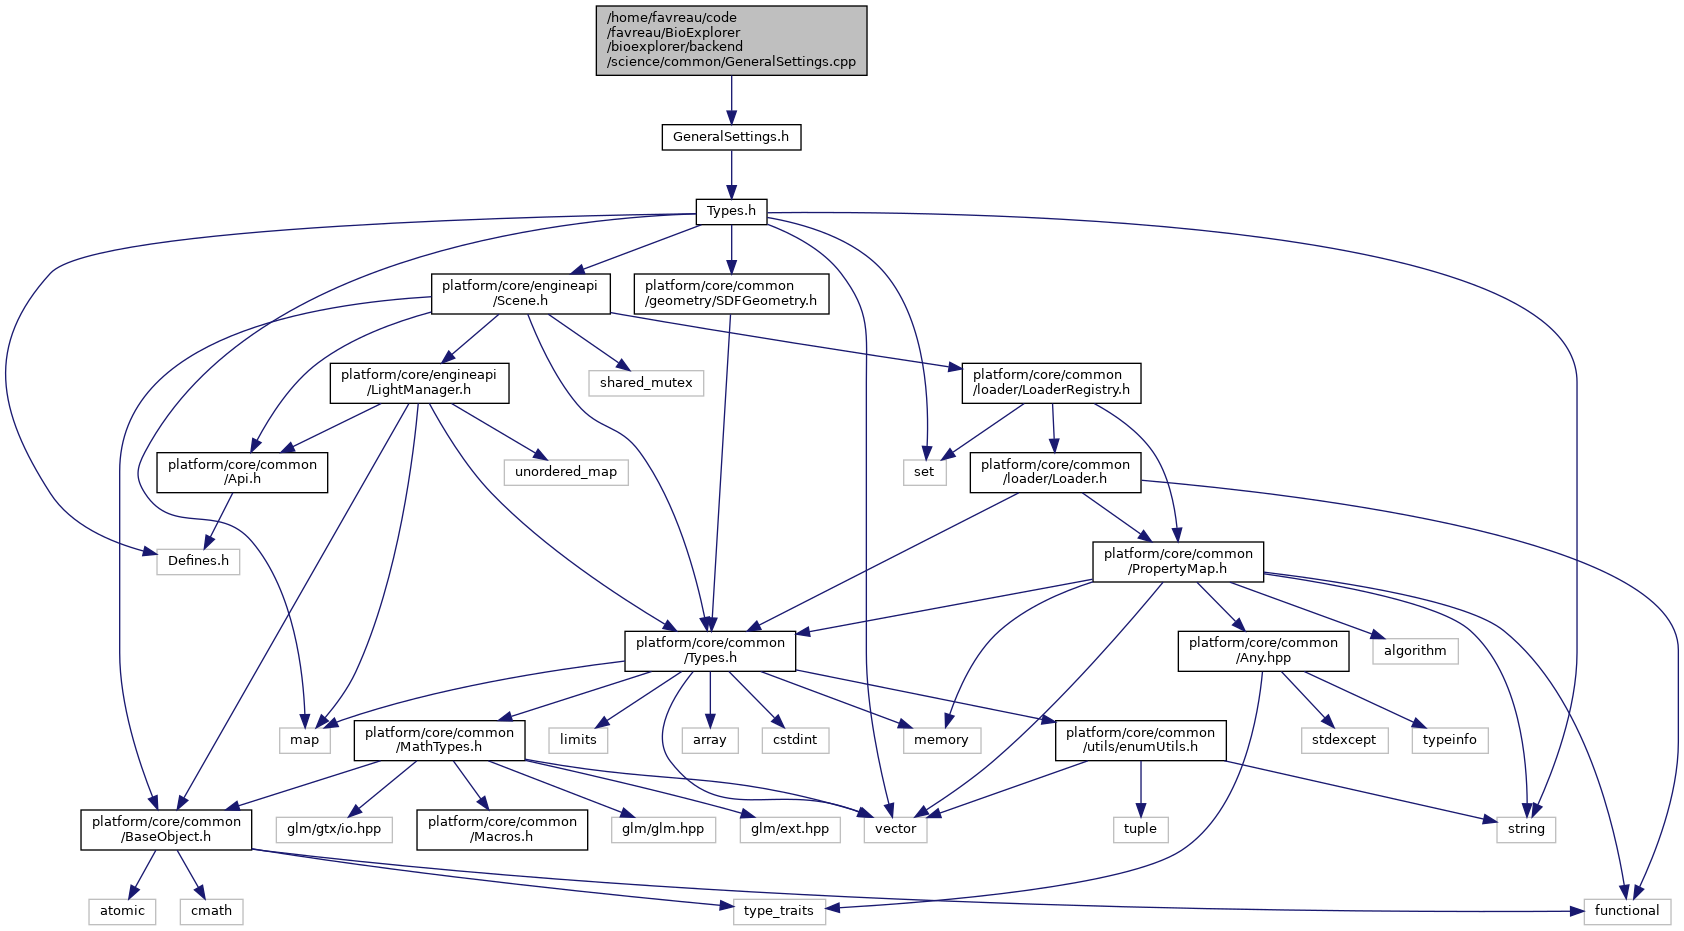 /home/favreau/code
/favreau/BioExplorer
/bioexplorer/backend
/science/common/GeneralSettings.cpp
GeneralSettings.h
Types.h
platform/core/engineapi
/Scene.h
platform/core/common
/geometry/SDFGeometry.h
platform/core/engineapi
/LightManager.h
shared_mutex
platform/core/common
/loader/LoaderRegistry.h
platform/core/common
/Api.h
unordered_map
set
platform/core/common
/loader/Loader.h
Defines.h
platform/core/common
/PropertyMap.h
platform/core/common
/Types.h
platform/core/common
/Any.hpp
algorithm
map
platform/core/common
/MathTypes.h
limits
array
cstdint
memory
platform/core/common
/utils/enumUtils.h
stdexcept
typeinfo
platform/core/common
/BaseObject.h
glm/gtx/io.hpp
platform/core/common
/Macros.h
glm/glm.hpp
glm/ext.hpp
vector
tuple
string
atomic
cmath
type_traits
functional